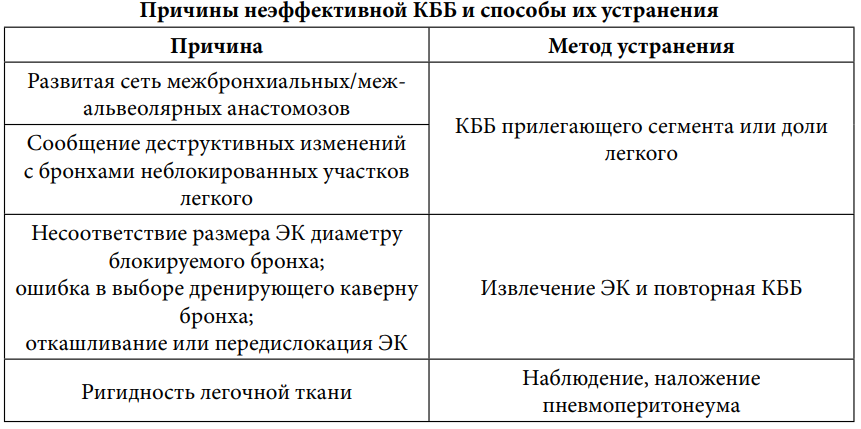 Причины неэффективной КББ и способы их устранения
Причина
Метод устранения
Развитая сеть межбронхиальных/меж-
альвеолярных анастомозов
Сообщение деструктивных изменений
с бронхами неблокированных участков
легкого
КББ прилегающего сегмента или доли
легкого
Несоответствие размера ЭК диаметру
блокируемого бронха;
ошибка в выборе дренирующего каверну
бронха;
откашливание или передислокация ЭК
Извлечение ЭК и повторная КББ
Ригидность легочной ткани
Наблюдение, наложение
пневмоперитонеума